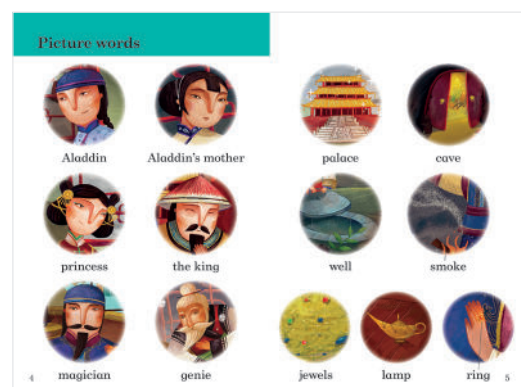 Picture words
Aladdin Aladdin's mother
princess the king
magician genie
4
palace cave
well smoke
jewels lamp ring
5